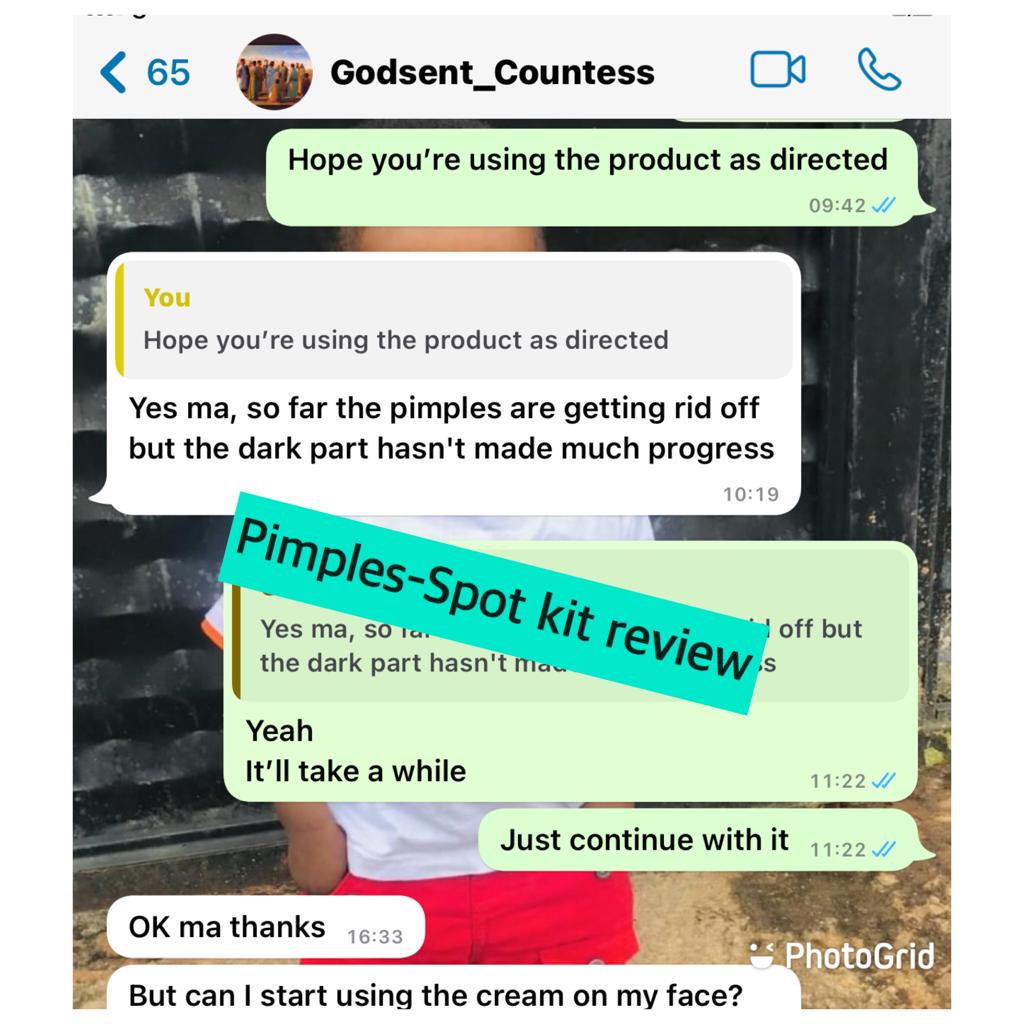 65
Godsent_Countess
Hope you're using the product as directed
09:42
You
Hope you're using the product as directed
Yes ma, so far the pimples are getting rid off
but the dark part hasn't made much progress
10:19
Pimples-Spot kit review
Yes ma, so off but
the dark part hasn't
Yeah
It'll take a while
11:22
Just continue with it
11:22
OK ma thanks
16:33
PhotoGrid
But can I start using the cream on my face?